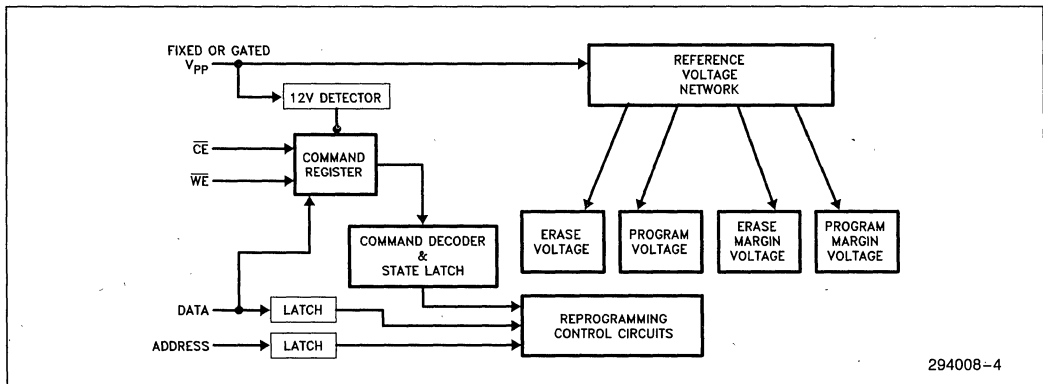 FIXED OR GATED
VPP
REFERENCE
VOLTAGE
NETWORK
12V DETECTOR
CE
COMMAND
REGISTER
WE
ERASE
VOLTAGE
PROGRAM
VOLTAGE
ERASE
MARGIN
VOLTAGE
PROGRAM
MARGIN
VOLTAGE
COMMAND DECODER
&
STATE LATCH
DATA
LATCH
REPROGRAMMING
CONTROL CIRCUITS
ADDRESS
LATCH
294008-4